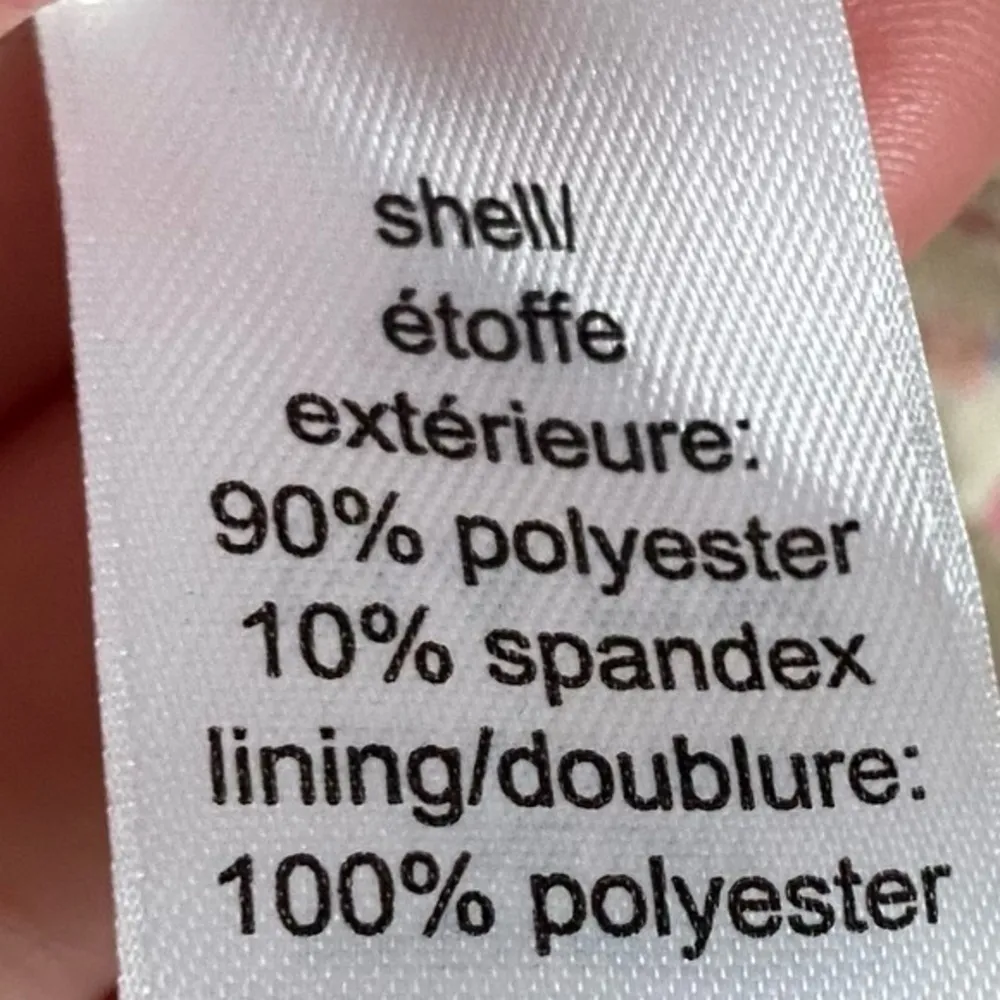 shell/
étoffe
extérieure:
90% polyester
10% spandex
lining/doublure:
100% polyester